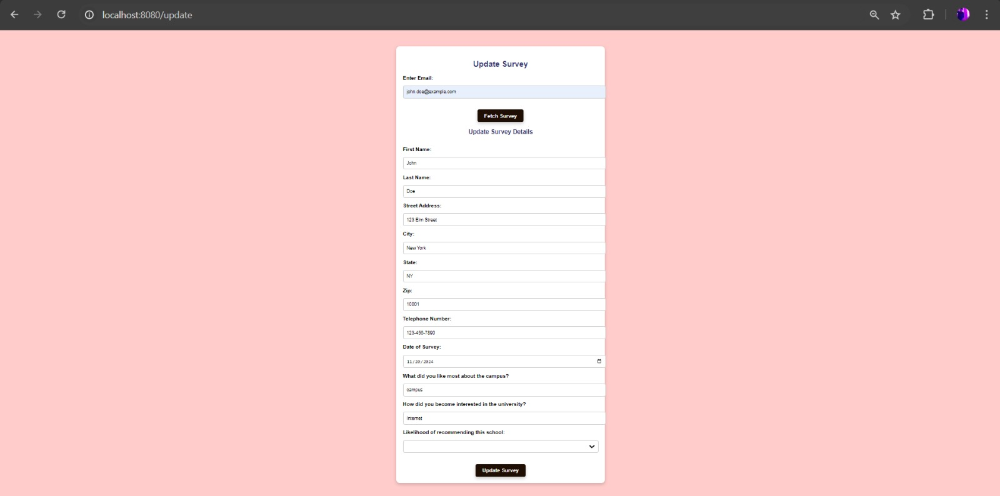 localhost:8080/update
Update Survey
Enter Email:
john.doe@example.com
Fetch Survey
Update Survey Details
First Name:
John
Last Name:
Doe
Street Address:
123 Elm Street
City:
New York
State:
NY
Zip:
10001
Telephone Number:
123-456-7890
Date of Survey:
11/20/2024
What did you like most about the campus?
campus
How did you become interested in the university?
Internet
Likelihood of recommending this school:
Update Survey